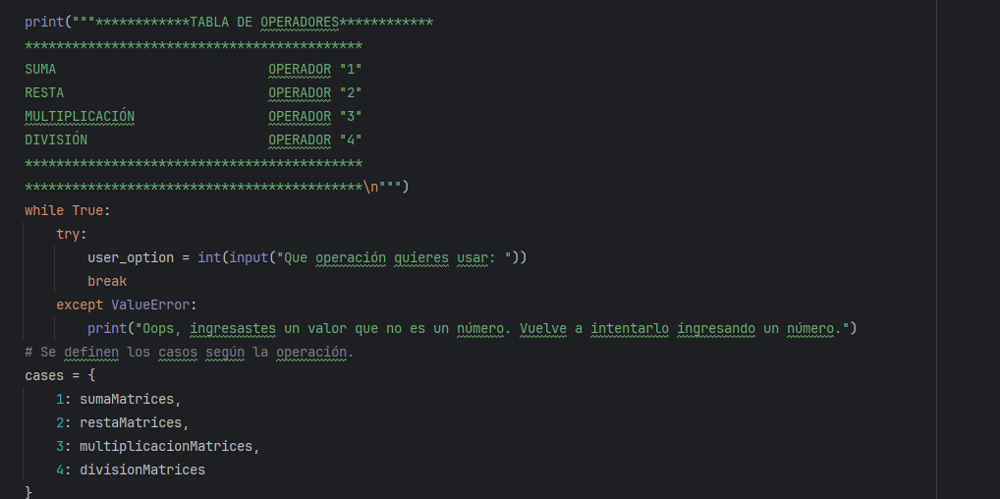 print("""************TABLA DE OPERADORES************
*******************************************
SUMA                           OPERADOR "1"
RESTA                          OPERADOR "2"
MULTIPLICACIÓN                 OPERADOR "3"
DIVISIÓN                       OPERADOR "4"
*******************************************
*******************************************\n""")
while True:
    try:
        user_option = int(input("Que operación quieres usar: "))
        break
    except ValueError:
        print("Oops, ingresastes un valor que no es un número. Vuelve a intentarlo ingresando un número.")
# Se definen los casos según la operación.
cases = {
    1: sumaMatrices,
    2: restaMatrices,
    3: multiplicacionMatrices,
    4: divisionMatrices
}